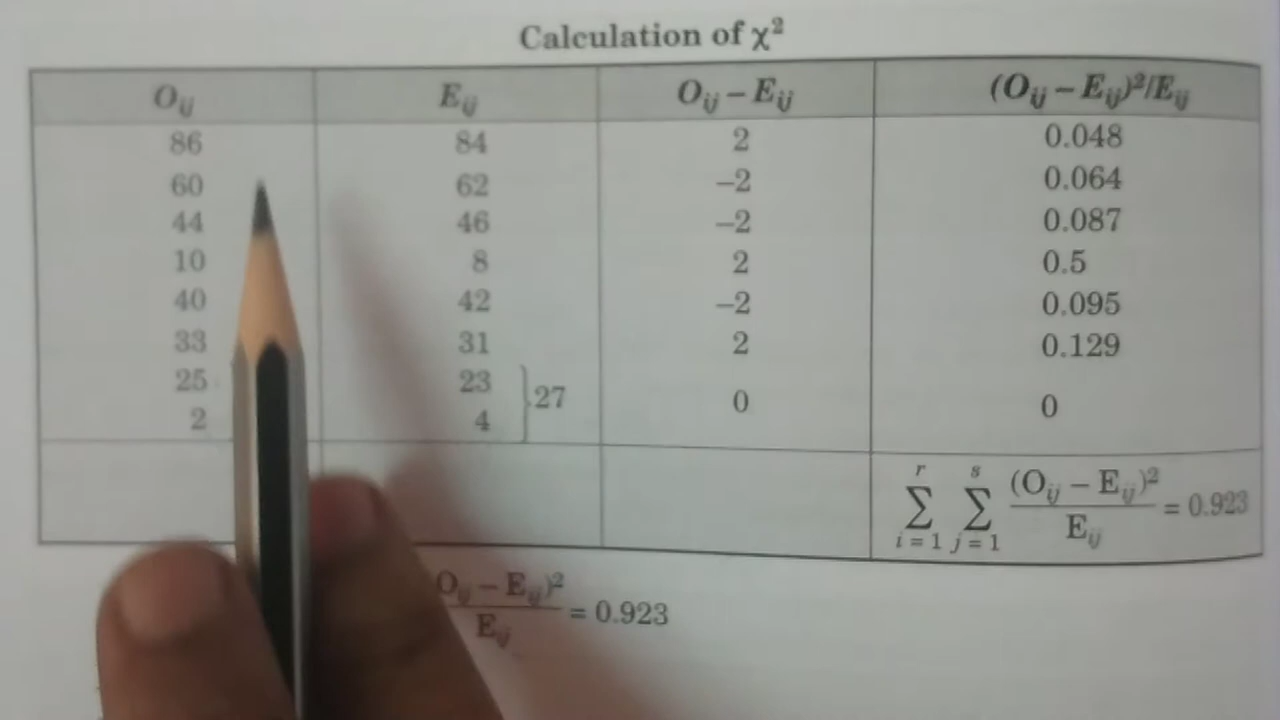 Calculation of χ²
O_ij E_ij O_ij – E_ij (O_ij – E_ij)²/E_ij
86 84 2 0.048
60 62 –2 0.064
44 46 –2 0.087
10 8 2 0.5
40 42 –2 0.095
33 31 2 0.129
25 23 } 27 0 0
2 4
r s Σ Σ (O_ij – E_ij)² / E_ij = 0.923
i = 1 j = 1
O_ij – E_ij)² / E_ij = 0.923